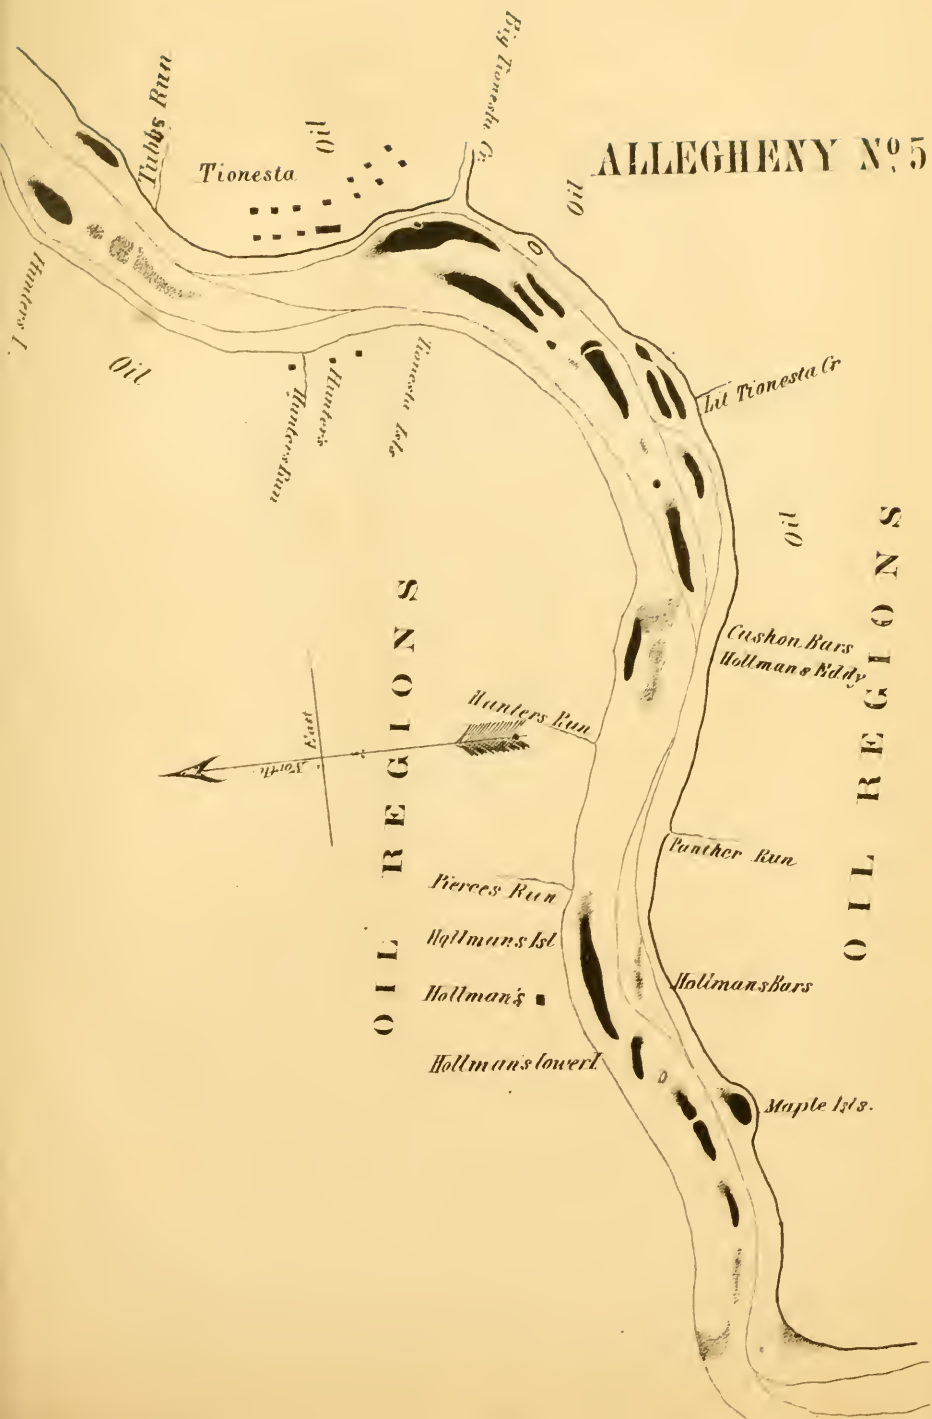 ALLEGHENY Nº 5
Big Tionesta Cr.
Tubbs Run
Oil
Tionesta
Oil
Hunters I.
Oil
Hunters Run
Hunter's
Tionesta Isls
Lit Tionesta Cr
Oil
OIL REGIONS
OIL REGIONS
Cushon Bars
Hollmans Eddy
Hunters Run
East
North
Panther Run
Pierces Run
Hollmans Isl
Hollman's
Hollmans Bars
Hollman's lower I.
Maple Isls.